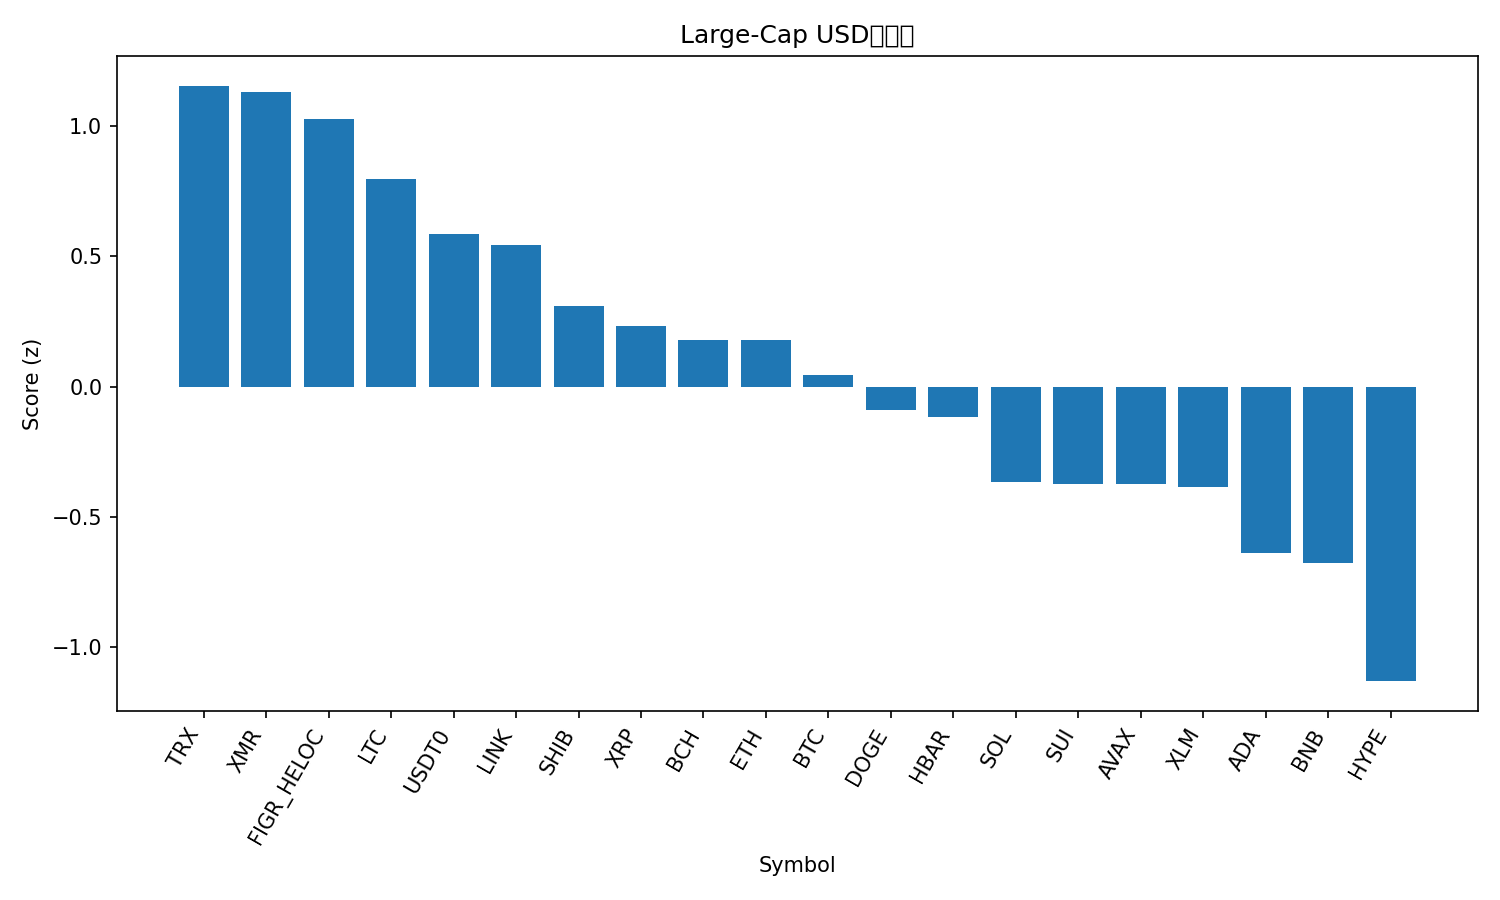 Large-Cap USD
Score (z)
1.0
0.5
0.0
−0.5
−1.0
TRX
XMR
FIGR_HELOC
LTC
USDT0
LINK
SHIB
XRP
BCH
ETH
BTC
DOGE
HBAR
SOL
SUI
AVAX
XLM
ADA
BNB
HYPE
Symbol